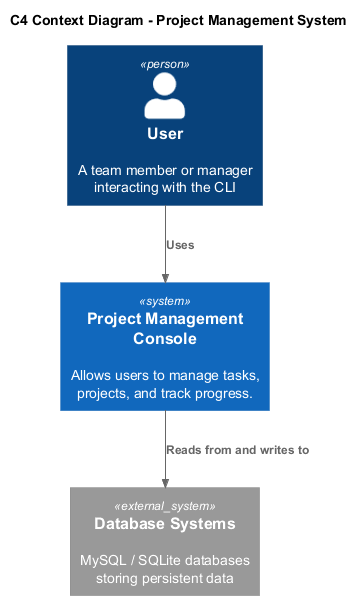 C4 Context Diagram - Project Management System
«person»
User
A team member or manager
interacting with the CLI
Uses
«system»
Project Management
Console
Allows users to manage tasks,
projects, and track progress.
Reads from and writes to
«external_system»
Database Systems
MySQL / SQLite databases
storing persistent data